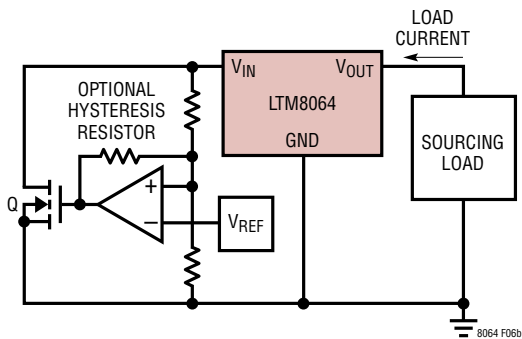 LOAD
CURRENT
VIN
VOUT
OPTIONAL
HYSTERESIS
RESISTOR
LTM8064
GND
SOURCING
LOAD
+
Q
–
VREF
8064 F06b